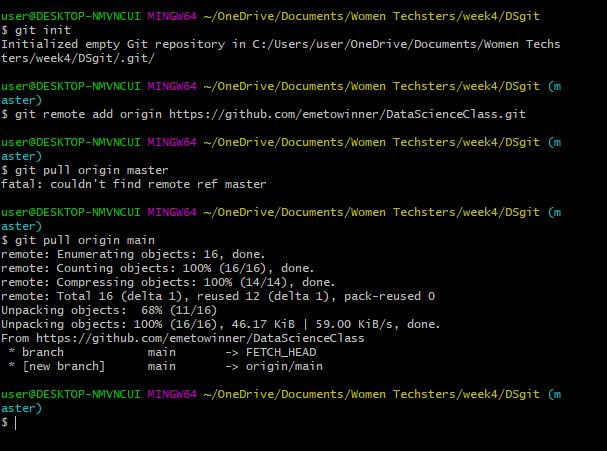 user@DESKTOP-NMVNCUI MINGW64 ~/OneDrive/Documents/Women Techsters/week4/DSgit
$ git init
Initialized empty Git repository in C:/Users/user/OneDrive/Documents/Women Techs
ters/week4/DSgit/.git/
user@DESKTOP-NMVNCUI MINGW64 ~/OneDrive/Documents/Women Techsters/week4/DSgit (m
aster)
$ git remote add origin https://github.com/emetowinner/DataScienceClass.git
user@DESKTOP-NMVNCUI MINGW64 ~/OneDrive/Documents/Women Techsters/week4/DSgit (m
aster)
$ git pull origin master
fatal: couldn't find remote ref master
user@DESKTOP-NMVNCUI MINGW64 ~/OneDrive/Documents/Women Techsters/week4/DSgit (m
aster)
$ git pull origin main
remote: Enumerating objects: 16, done.
remote: Counting objects: 100% (16/16), done.
remote: Compressing objects: 100% (14/14), done.
remote: Total 16 (delta 1), reused 12 (delta 1), pack-reused 0
Unpacking objects:  68% (11/16)
Unpacking objects: 100% (16/16), 46.17 KiB | 59.00 KiB/s, done.
From https://github.com/emetowinner/DataScienceClass
 * branch            main       -> FETCH_HEAD
 * [new branch]      main       -> origin/main
user@DESKTOP-NMVNCUI MINGW64 ~/OneDrive/Documents/Women Techsters/week4/DSgit (m
aster)
$